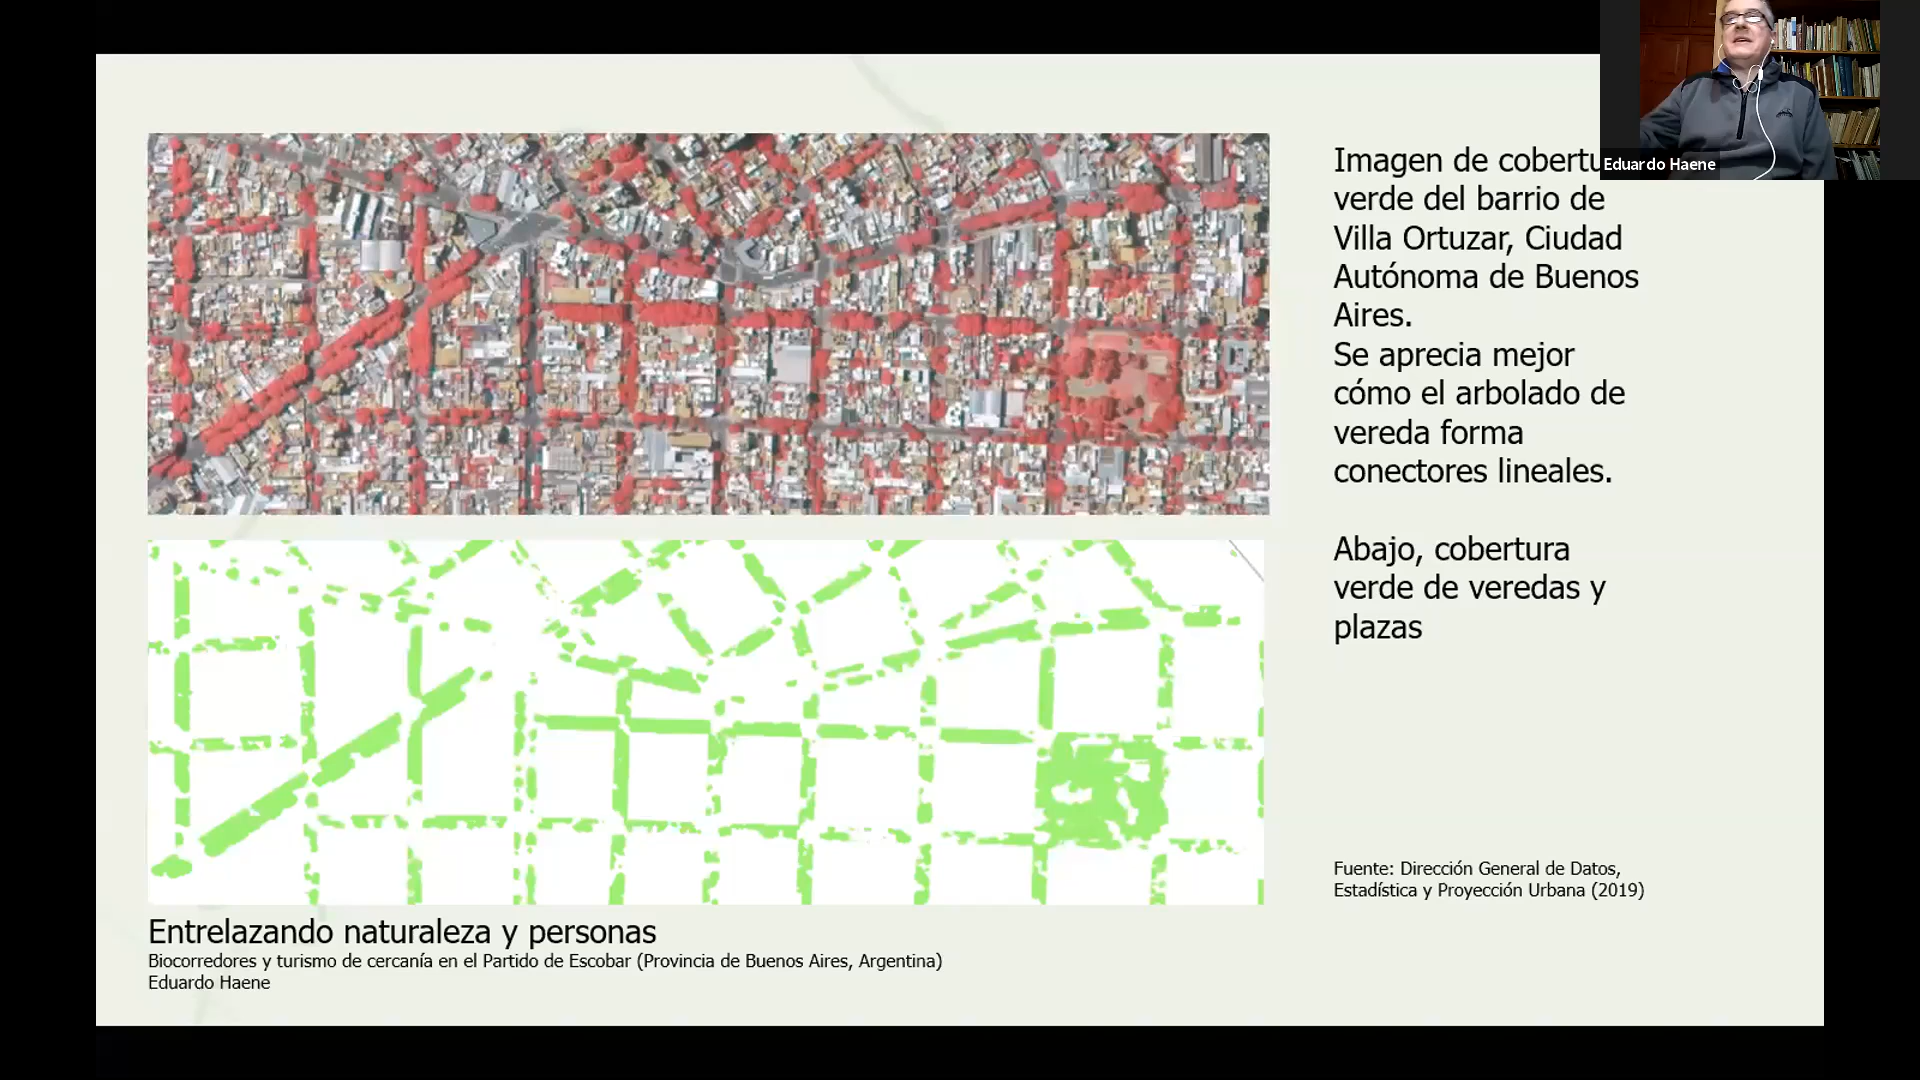 Imagen de cobertu
verde del barrio de
Villa Ortuzar, Ciudad
Autónoma de Buenos
Aires.
Se aprecia mejor
cómo el arbolado de
vereda forma
conectores lineales.
Abajo, cobertura
verde de veredas y
plazas
Fuente: Dirección General de Datos,
Estadística y Proyección Urbana (2019)
Entrelazando naturaleza y personas
Biocorredores y turismo de cercanía en el Partido de Escobar (Provincia de Buenos Aires, Argentina)
Eduardo Haene
Eduardo Haene